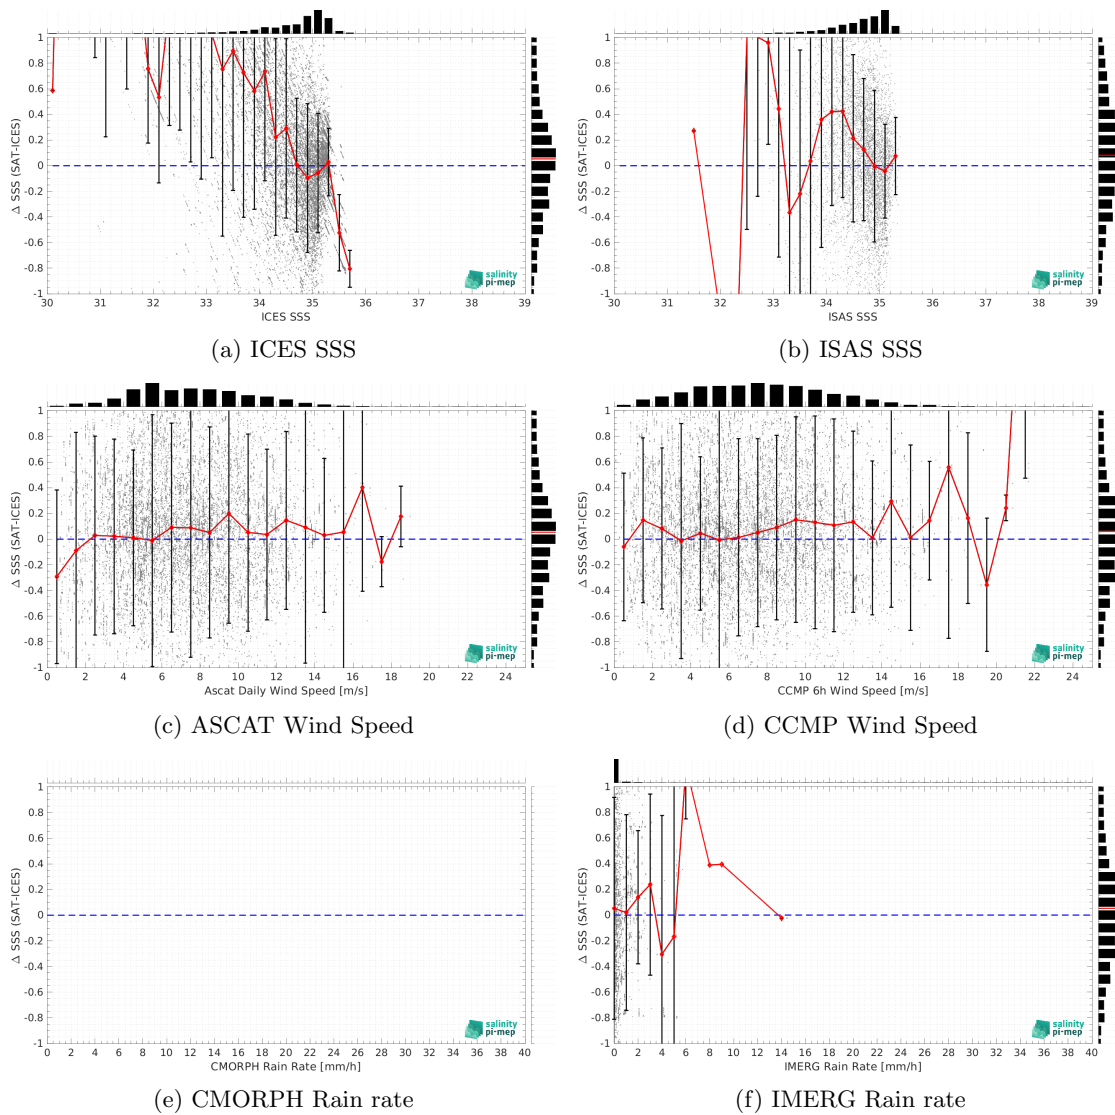 1
0.8
0.6
0.4
0.2
0
-0.2
-0.4
-0.6
-0.8
-1
Δ SSS (SAT-ICES)
30 31 32 33 34 35 36 37 38 39
ICES SSS
salinity
pi-mep
(a) ICES SSS
1
0.8
0.6
0.4
0.2
0
-0.2
-0.4
-0.6
-0.8
-1
Δ SSS (SAT-ICES)
30 31 32 33 34 35 36 37 38 39
ISAS SSS
salinity
pi-mep
(b) ISAS SSS
1
0.8
0.6
0.4
0.2
0
-0.2
-0.4
-0.6
-0.8
-1
Δ SSS (SAT-ICES)
0 2 4 6 8 10 12 14 16 18 20 22 24
Ascat Daily Wind Speed [m/s]
salinity
pi-mep
(c) ASCAT Wind Speed
1
0.8
0.6
0.4
0.2
0
-0.2
-0.4
-0.6
-0.8
-1
Δ SSS (SAT-ICES)
0 2 4 6 8 10 12 14 16 18 20 22 24
CCMP 6h Wind Speed [m/s]
salinity
pi-mep
(d) CCMP Wind Speed
1
0.8
0.6
0.4
0.2
0
-0.2
-0.4
-0.6
-0.8
-1
Δ SSS (SAT-ICES)
0 2 4 6 8 10 12 14 16 18 20 22 24 26 28 30 32 34 36 38 40
CMORPH Rain Rate [mm/h]
salinity
pi-mep
(e) CMORPH Rain rate
1
0.8
0.6
0.4
0.2
0
-0.2
-0.4
-0.6
-0.8
-1
Δ SSS (SAT-ICES)
0 2 4 6 8 10 12 14 16 18 20 22 24 26 28 30 32 34 36 38 40
IMERG Rain Rate [mm/h]
salinity
pi-mep
(f) IMERG Rain rate